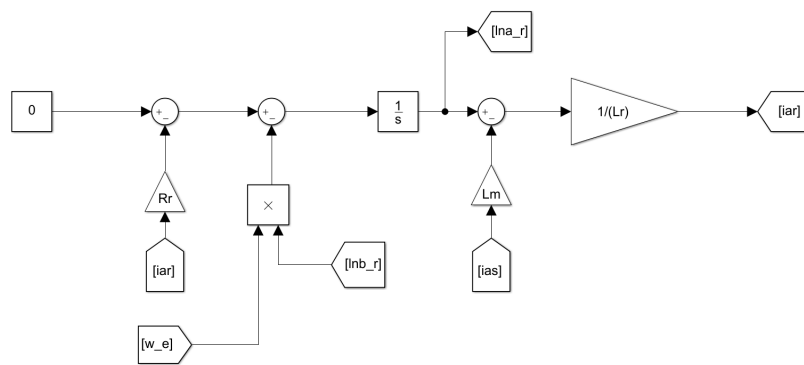 [lna_r]
0
+
_
+
_
1
s
+
_
1/(Lr)
[iar]
Rr
×
Lm
[iar]
[lnb_r]
[ias]
[w_e]